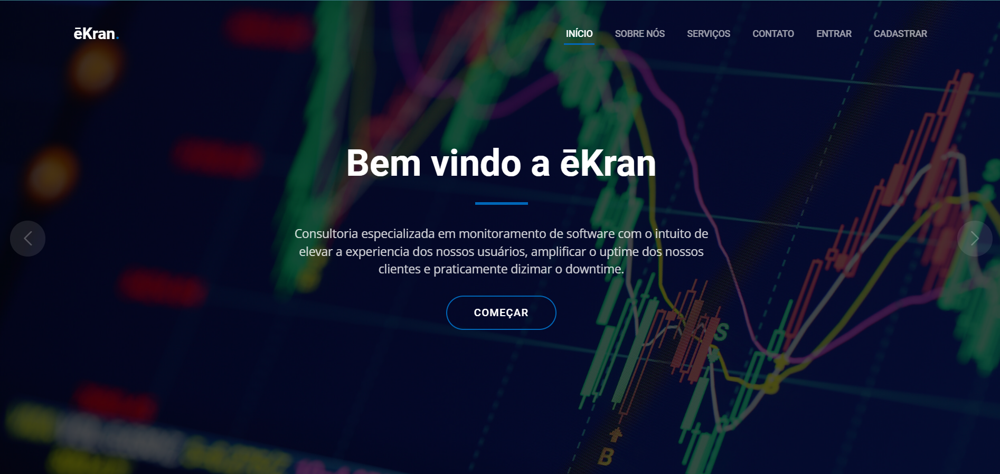 ēKran.
INÍCIO SOBRE NÓS SERVIÇOS CONTATO ENTRAR CADASTRAR
Bem vindo a ēKran
Consultoria especializada em monitoramento de software com o intuito de
elevar a experiencia dos nossos usuários, amplificar o uptime dos nossos
clientes e praticamente dizimar o downtime.
COMEÇAR
S
B